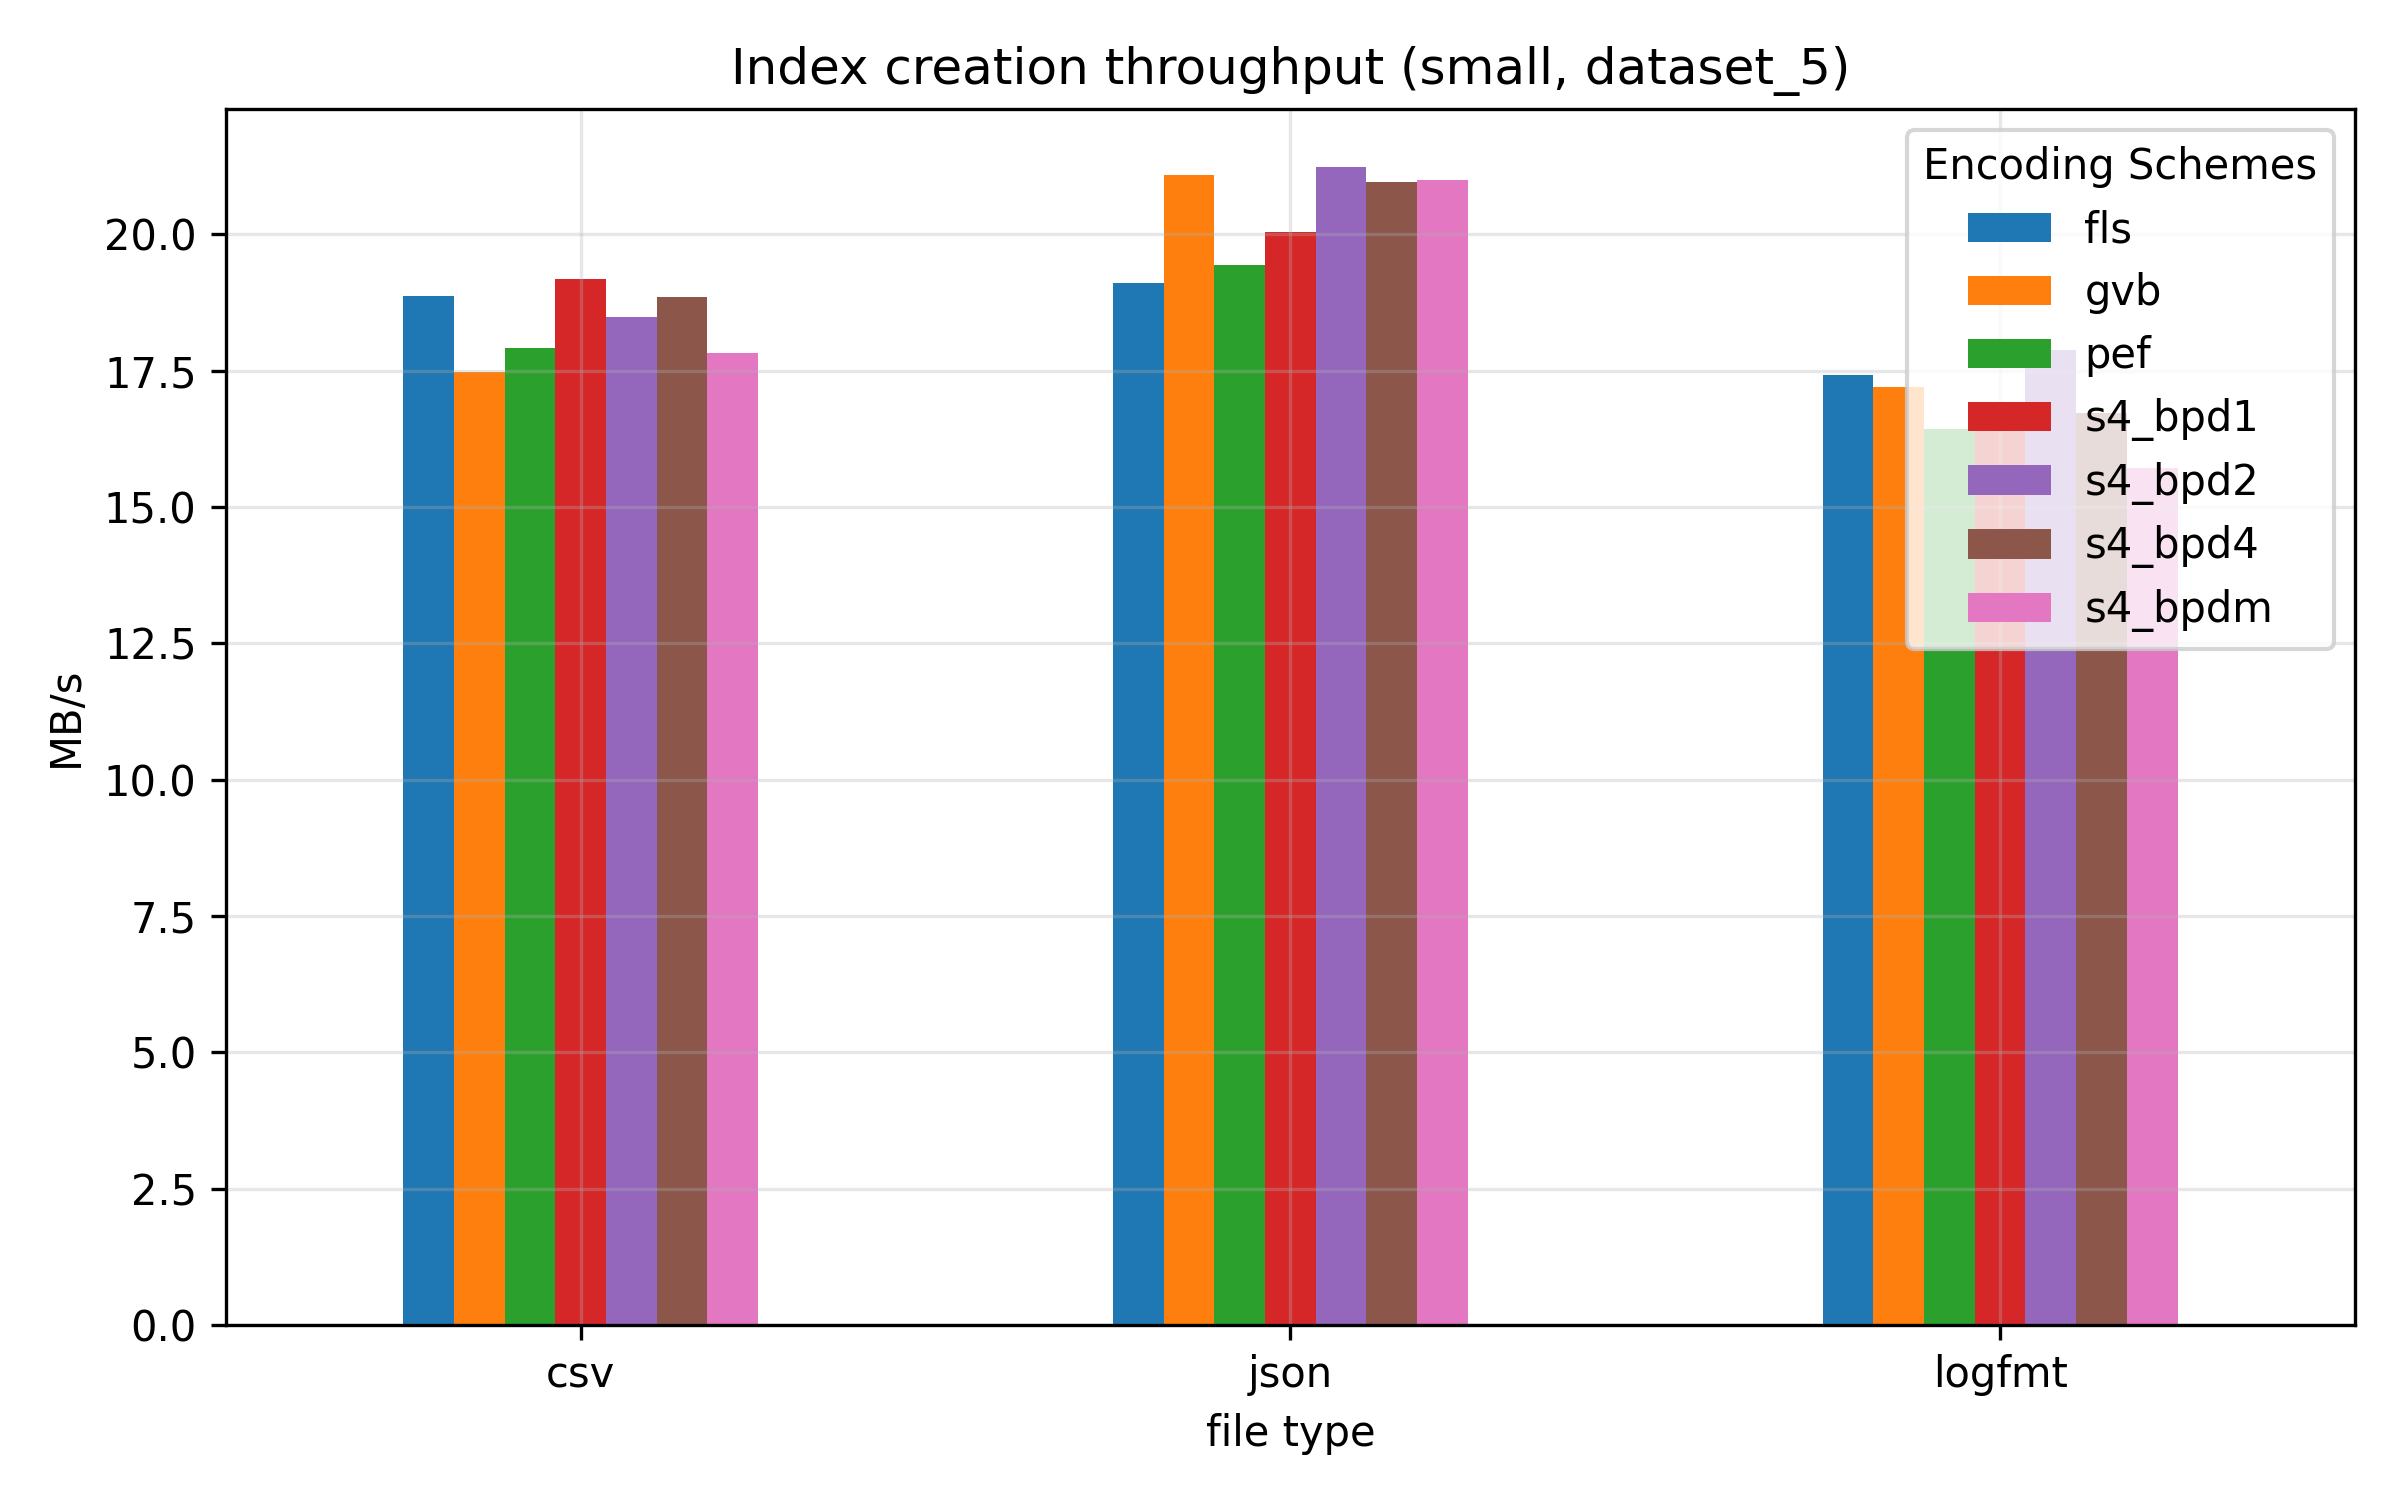 Index creation throughput (small, dataset_5)
Encoding Schemes
fls
gvb
pef
s4_bpd1
s4_bpd2
s4_bpd4
s4_bpdm
MB/s
20.0
17.5
15.0
12.5
10.0
7.5
5.0
2.5
0.0
csv
json
logfmt
file type